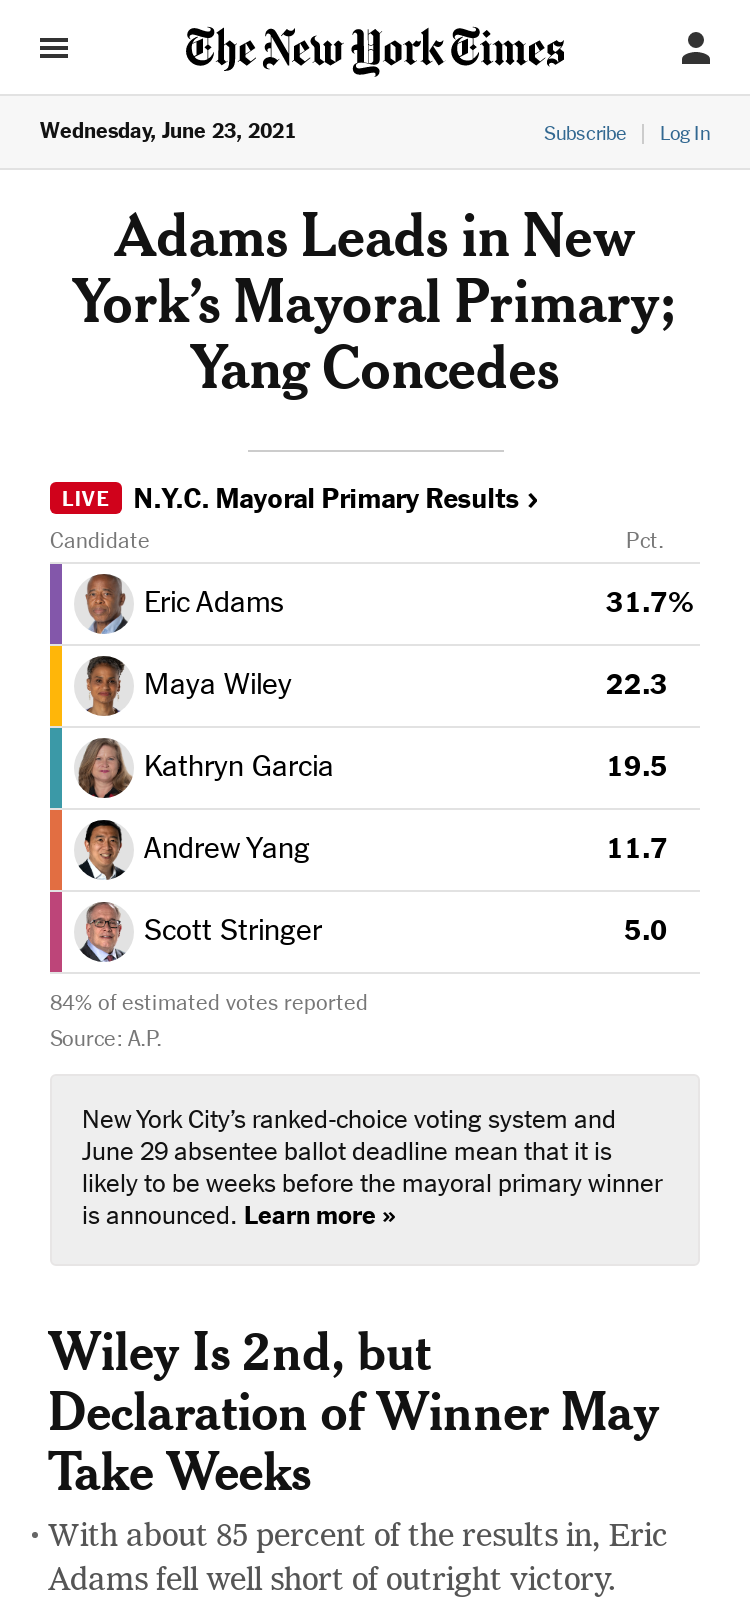 The New York Times
Wednesday, June 23, 2021
Subscribe | Log In
Adams Leads in New
York’s Mayoral Primary;
Yang Concedes
LIVE N.Y.C. Mayoral Primary Results ›
Candidate Pct.
Eric Adams 31.7%
Maya Wiley 22.3
Kathryn Garcia 19.5
Andrew Yang 11.7
Scott Stringer 5.0
84% of estimated votes reported
Source: A.P.
New York City’s ranked-choice voting system and
June 29 absentee ballot deadline mean that it is
likely to be weeks before the mayoral primary winner
is announced. Learn more »
Wiley Is 2nd, but
Declaration of Winner May
Take Weeks
• With about 85 percent of the results in, Eric
Adams fell well short of outright victory.